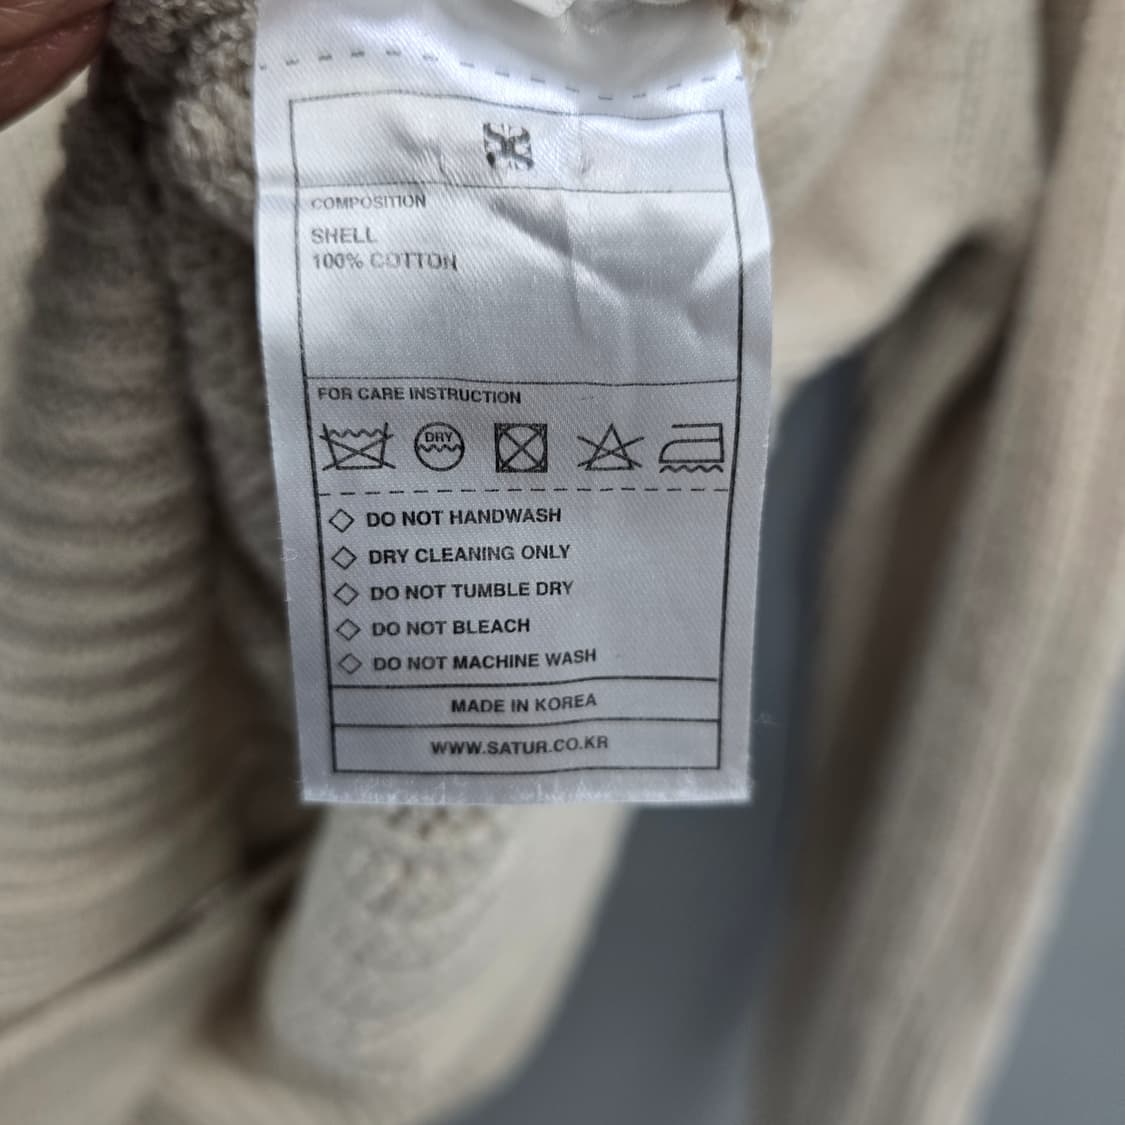 COMPOSITION
SHELL
100% COTTON
FOR CARE INSTRUCTION
DRY
◇ DO NOT HANDWASH
◇ DRY CLEANING ONLY
◇ DO NOT TUMBLE DRY
◇ DO NOT BLEACH
◇ DO NOT MACHINE WASH
MADE IN KOREA
WWW.SATUR.CO.KR